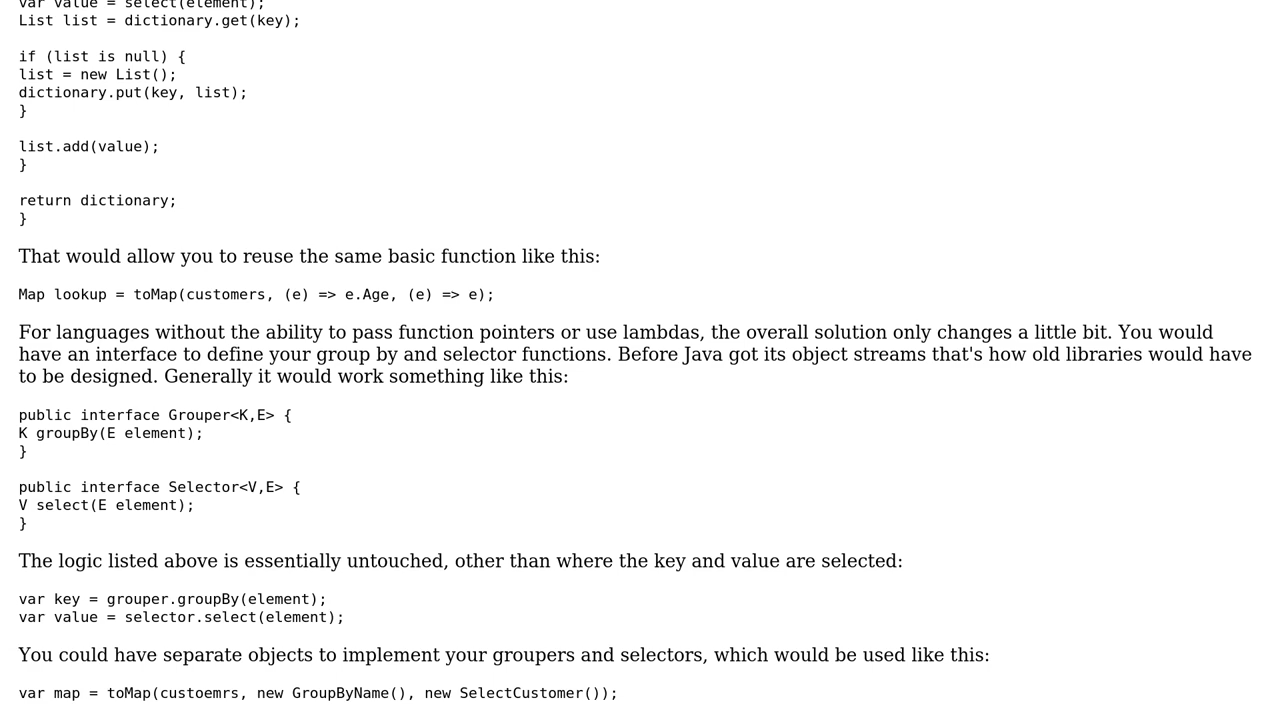 var value = select(element);
List list = dictionary.get(key);
if (list is null) {
list = new List();
dictionary.put(key, list);
}
list.add(value);
}
return dictionary;
}
That would allow you to reuse the same basic function like this:
Map lookup = toMap(customers, (e) => e.Age, (e) => e);
For languages without the ability to pass function pointers or use lambdas, the overall solution only changes a little bit. You would
have an interface to define your group by and selector functions. Before Java got its object streams that's how old libraries would have
to be designed. Generally it would work something like this:
public interface Grouper<K,E> {
K groupBy(E element);
}
public interface Selector<V,E> {
V select(E element);
}
The logic listed above is essentially untouched, other than where the key and value are selected:
var key = grouper.groupBy(element);
var value = selector.select(element);
You could have separate objects to implement your groupers and selectors, which would be used like this:
var map = toMap(custoemrs, new GroupByName(), new SelectCustomer());